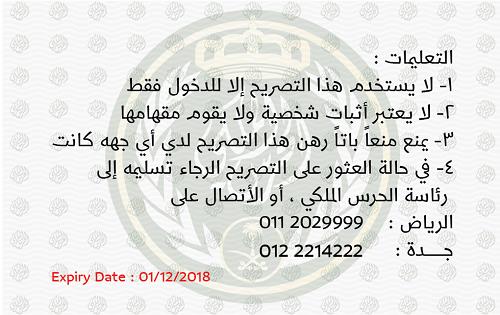 التعليمات :
١- لا يستخدم هذا التصريح إلا للدخول فقط
٢- لا يعتبر أثبات شخصية ولا يقوم مقهامها
٣- يمنع منعاً باتاً رهن هذا التصريح لدي أي جهه كانت
٤- في حالة العثور على التصريح الرجاء تسليمه إلى
رئاسة الحرس الملكي ، أو الأتصال على
الرياض : 011 2029999
جـــدة : 012 2214222
Expiry Date : 01/12/2018